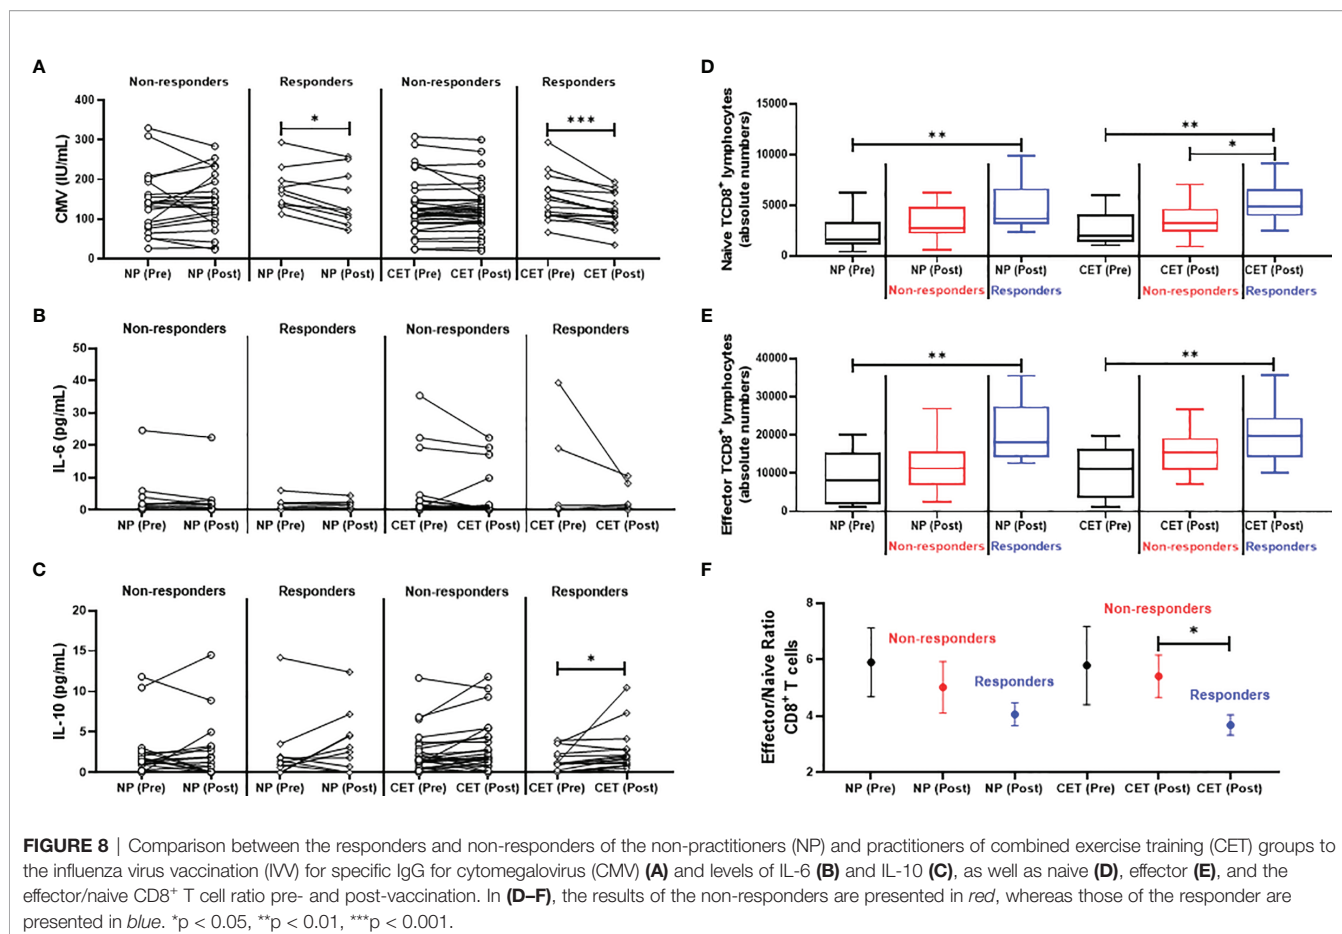 A
Non-responders
Responders
Non-responders
Responders
CMV (IU/mL)
400
300
200
100
0
*
***
NP (Pre)
NP (Post)
NP (Pre)
NP (Post)
CET (Pre)
CET (Post)
CET (Pre)
CET (Post)
B
Non-responders
Responders
Non-responders
Responders
IL-6 (pg/mL)
50
40
30
20
10
0
NP (Pre)
NP (Post)
NP (Pre)
NP (Post)
CET (Pre)
CET (Post)
CET (Pre)
CET (Post)
C
Non-responders
Responders
Non-responders
Responders
IL-10 (pg/mL)
20
15
10
5
0
*
NP (Pre)
NP (Post)
NP (Pre)
NP (Post)
CET (Pre)
CET (Post)
CET (Pre)
CET (Post)
D
Naive TCD8⁺ lymphocytes
(absolute numbers)
15000
10000
5000
0
**
**
*
NP (Pre)
NP (Post)
NP (Post)
CET (Pre)
CET (Post)
CET (Post)
Non-responders
Responders
Non-responders
Responders
E
Effector TCD8⁺ lymphocytes
(absolute numbers)
40000
30000
20000
10000
0
**
**
NP (Pre)
NP (Post)
NP (Post)
CET (Pre)
CET (Post)
CET (Post)
Non-responders
Responders
Non-responders
Responders
F
Effector/Naive Ratio
CD8⁺ T cells
8
6
4
2
Non-responders
Responders
Non-responders
*
Responders
NP (Pre)
NP (Post)
NP (Post)
CET (Pre)
CET (Post)
CET (Post)
FIGURE 8 | Comparison between the responders and non-responders of the non-practitioners (NP) and practitioners of combined exercise training (CET) groups to
the influenza virus vaccination (IVV) for specific IgG for cytomegalovirus (CMV) (A) and levels of IL-6 (B) and IL-10 (C), as well as naive (D), effector (E), and the
effector/naive CD8⁺ T cell ratio pre- and post-vaccination. In (D–F), the results of the non-responders are presented in red, whereas those of the responder are
presented in blue. *p < 0.05, **p < 0.01, ***p < 0.001.